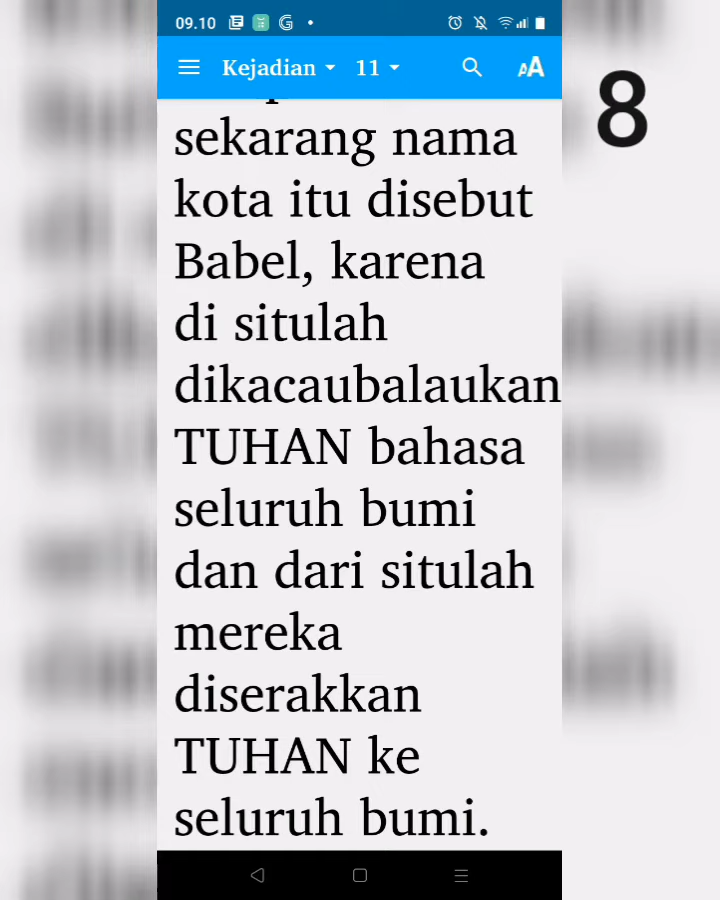 09.10
Kejadian 11 AA
8
sekarang nama
kota itu disebut
Babel, karena
di situlah
dikacaubalaukan
TUHAN bahasa
seluruh bumi
dan dari situlah
mereka
diserakkan
TUHAN ke
seluruh bumi.